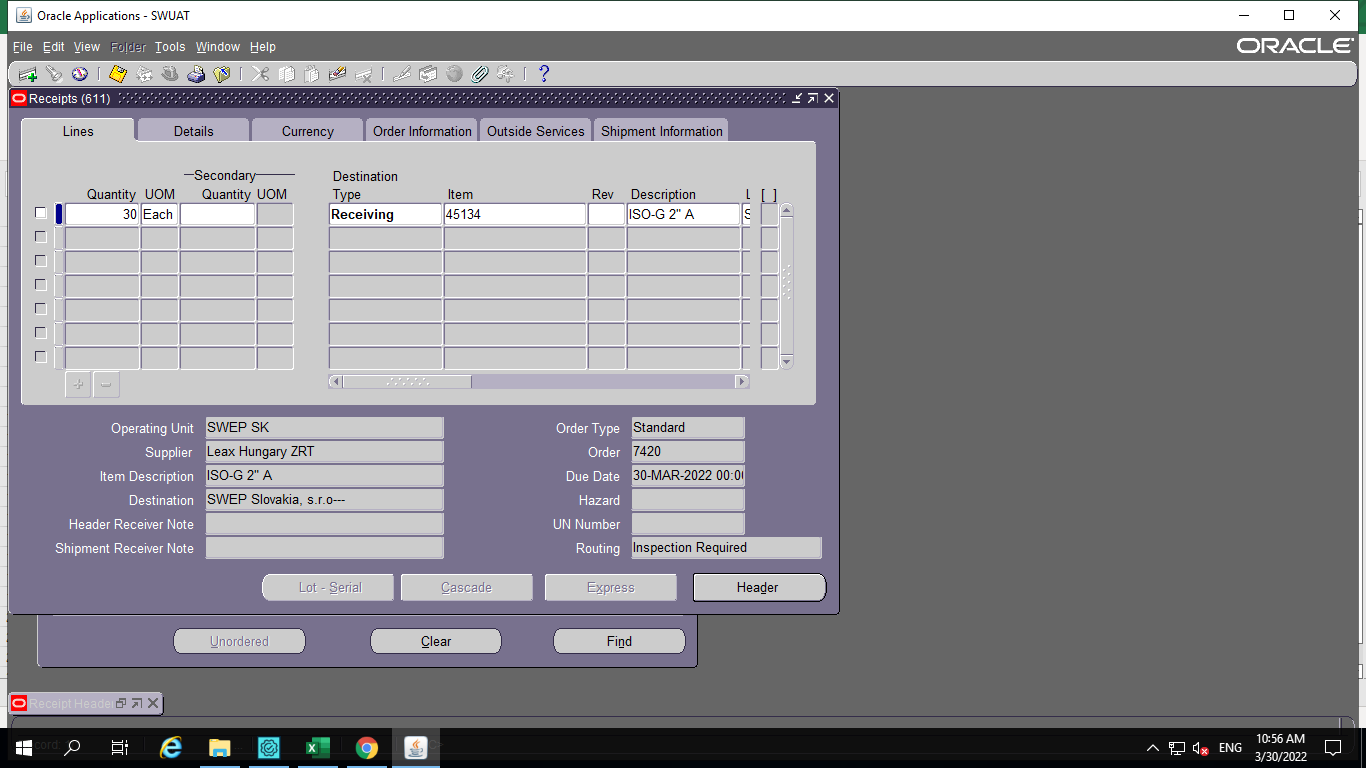 Oracle Applications - SWUAT
File Edit View Folder Tools Window Help
ORACLE
Receipts (611)
Lines Details Currency Order Information Outside Services Shipment Information
Secondary Destination
Quantity UOM Quantity UOM Type Item Rev Description L [ ]
30 Each Receiving 45134 ISO-G 2" A S
Operating Unit SWEP SK Order Type Standard
Supplier Leax Hungary ZRT Order 7420
Item Description ISO-G 2" A Due Date 30-MAR-2022 00:0
Destination SWEP Slovakia, s.r.o--- Hazard
Header Receiver Note UN Number
Shipment Receiver Note Routing Inspection Required
Lot - Serial Cascade Express Header
Unordered Clear Find
Receipt Heade
ENG 10:56 AM
3/30/2022